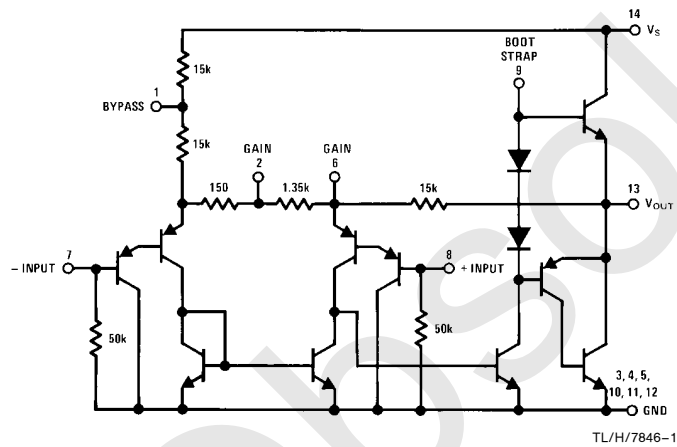 14
VS
BOOT
STRAP
9
15k
1
BYPASS
15k
GAIN
2
GAIN
6
150
1.35k
15k
13
VOUT
7
– INPUT
8
+ INPUT
50k
50k
3, 4, 5,
10, 11, 12
GND
TL/H/7846–1